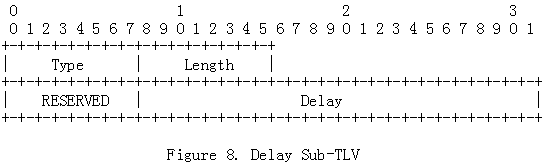 0                   1                   2                   3
 0 1 2 3 4 5 6 7 8 9 0 1 2 3 4 5 6 7 8 9 0 1 2 3 4 5 6 7 8 9 0 1
+-+-+-+-+-+-+-+-+-+-+-+-+-+-+-+-+
|     Type      |    Length     |
+-+-+-+-+-+-+-+-+-+-+-+-+-+-+-+-+-+-+-+-+-+-+-+-+-+-+-+-+-+-+-+-+
|   RESERVED    |                   Delay                       |
+-+-+-+-+-+-+-+-+-+-+-+-+-+-+-+-+-+-+-+-+-+-+-+-+-+-+-+-+-+-+-+-+
Figure 8. Delay Sub-TLV